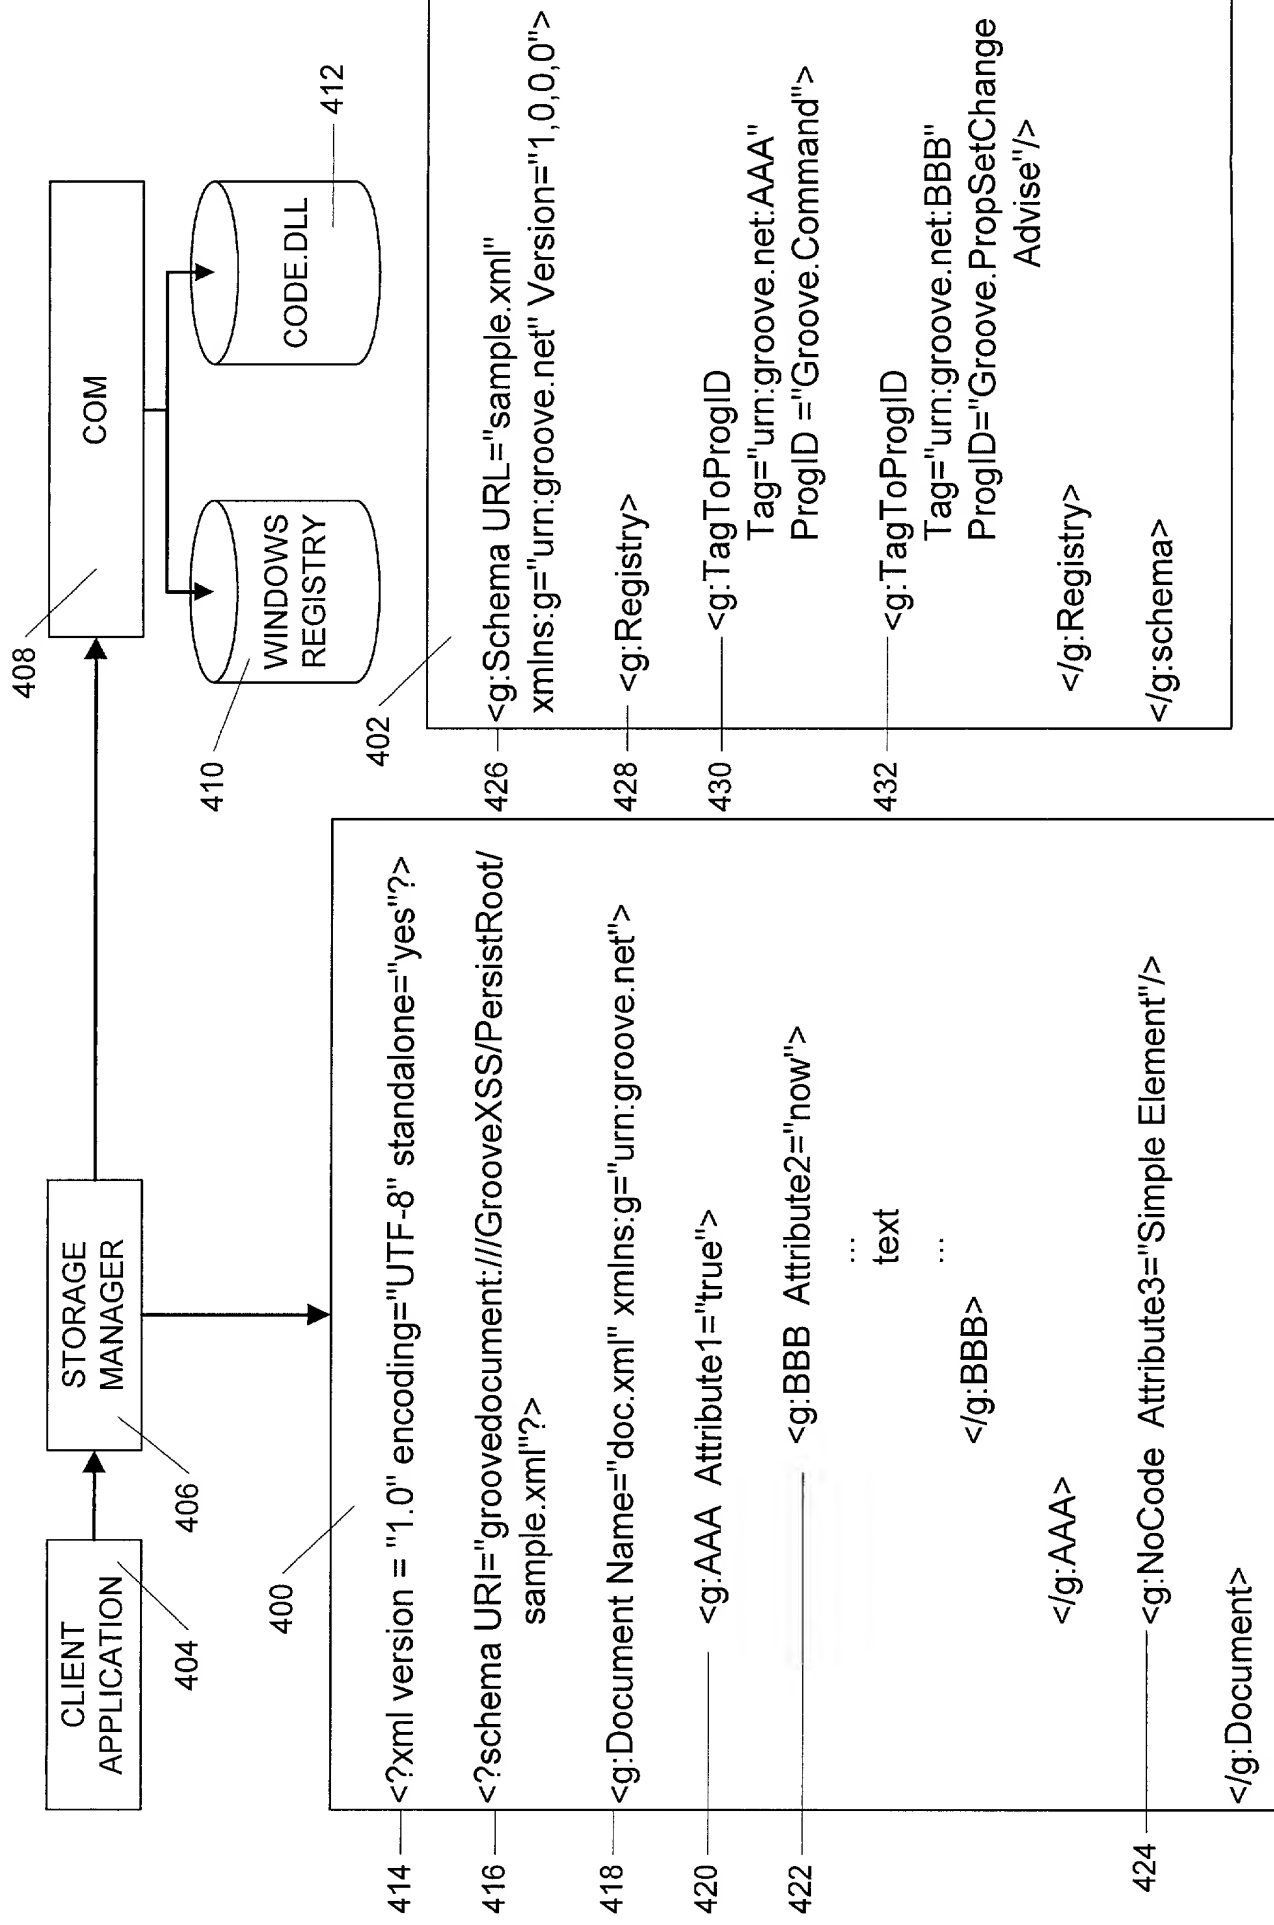 CLIENT
APPLICATION
404
STORAGE
MANAGER
406
COM
408
WINDOWS
REGISTRY
410
CODE.DLL
412
400
414
<?xml version = "1.0" encoding="UTF-8" standalone="yes"?>
416
<?schema URI="groovedocument:///GrooveXSS/PersistRoot/
sample.xml"?>
418
<g:Document Name="doc.xml" xmlns:g="urn:groove.net">
420
<g:AAA Attribute1="true">
422
<g:BBB Attribute2="now">
...
text
...
</g:BBB>
</g:AAA>
424
<g:NoCode Attribute3="Simple Element"/>
</g:Document>
402
426
<g:Schema URL="sample.xml"
xmlns:g="urn:groove.net" Version="1,0,0,0">
428
<g:Registry>
430
<g:TagToProgID
Tag="urn:groove.net:AAA"
ProgID ="Groove.Command">
432
<g:TagToProgID
Tag="urn:groove.net:BBB"
ProgID="Groove.PropSetChange
Advise"/>
</g:Registry>
</g:schema>